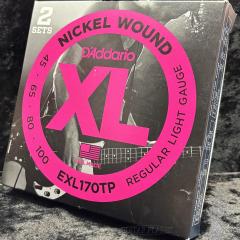 2 SETS
NICKEL WOUND
D'Addario
XL
45 · 65 · 80 · 100
EXL170TP
REGULAR LIGHT GAUGE